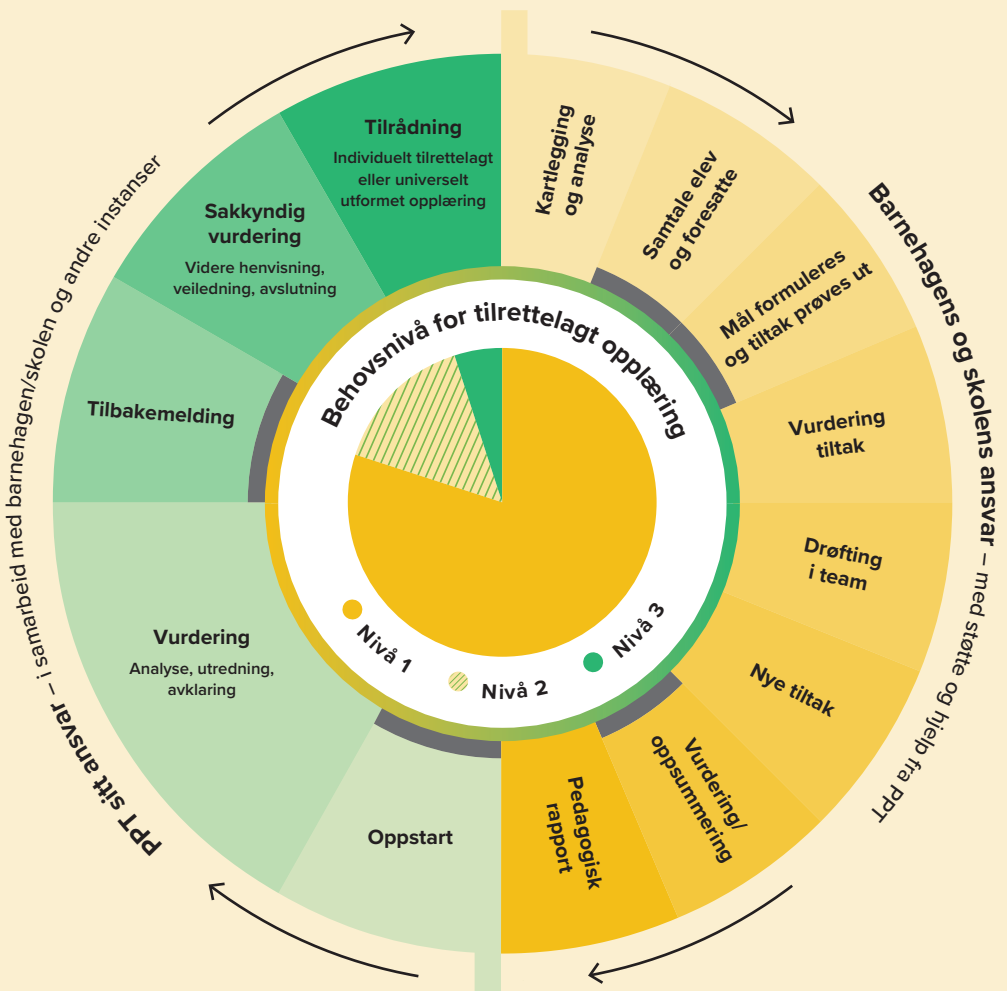 Kartlegging
og analyse
Samtale elev
og foresatte
Mål formuleres
og tiltak prøves ut
Vurdering
tiltak
Drøfting
i team
Nye tiltak
Vurdering/
oppsummering
Pedagogisk
rapport
Oppstart
Vurdering
Analyse, utredning,
avklaring
Tilbakemelding
Sakkyndig
vurdering
Videre henvisning,
veiledning, avslutning
Tilrådning
Individuelt tilrettelagt
eller universelt
utformet opplæring
Barnehagens og skolens ansvar – med støtte og hjelp fra PPT
PPT sitt ansvar – i samarbeid med barnehagen/skolen og andre instanser
Behovsnivå for tilrettelagt opplæring
Nivå 1
Nivå 2
Nivå 3